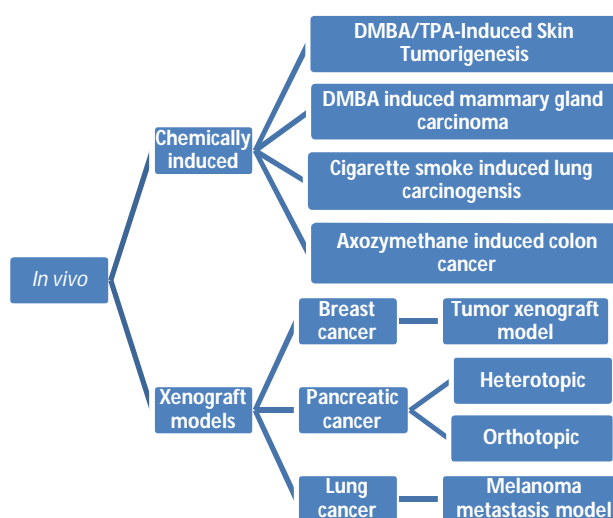 DMBA/TPA-Induced Skin
Tumorigenesis
DMBA induced mammary gland
carcinoma
Chemically
induced
Cigarette smoke induced lung
carcinogensis
Axozymethane induced colon
cancer
In vivo
Breast
cancer
Tumor xenograft
model
Xenograft
models
Pancreatic
cancer
Heterotopic
Orthotopic
Lung
cancer
Melanoma
metastasis model